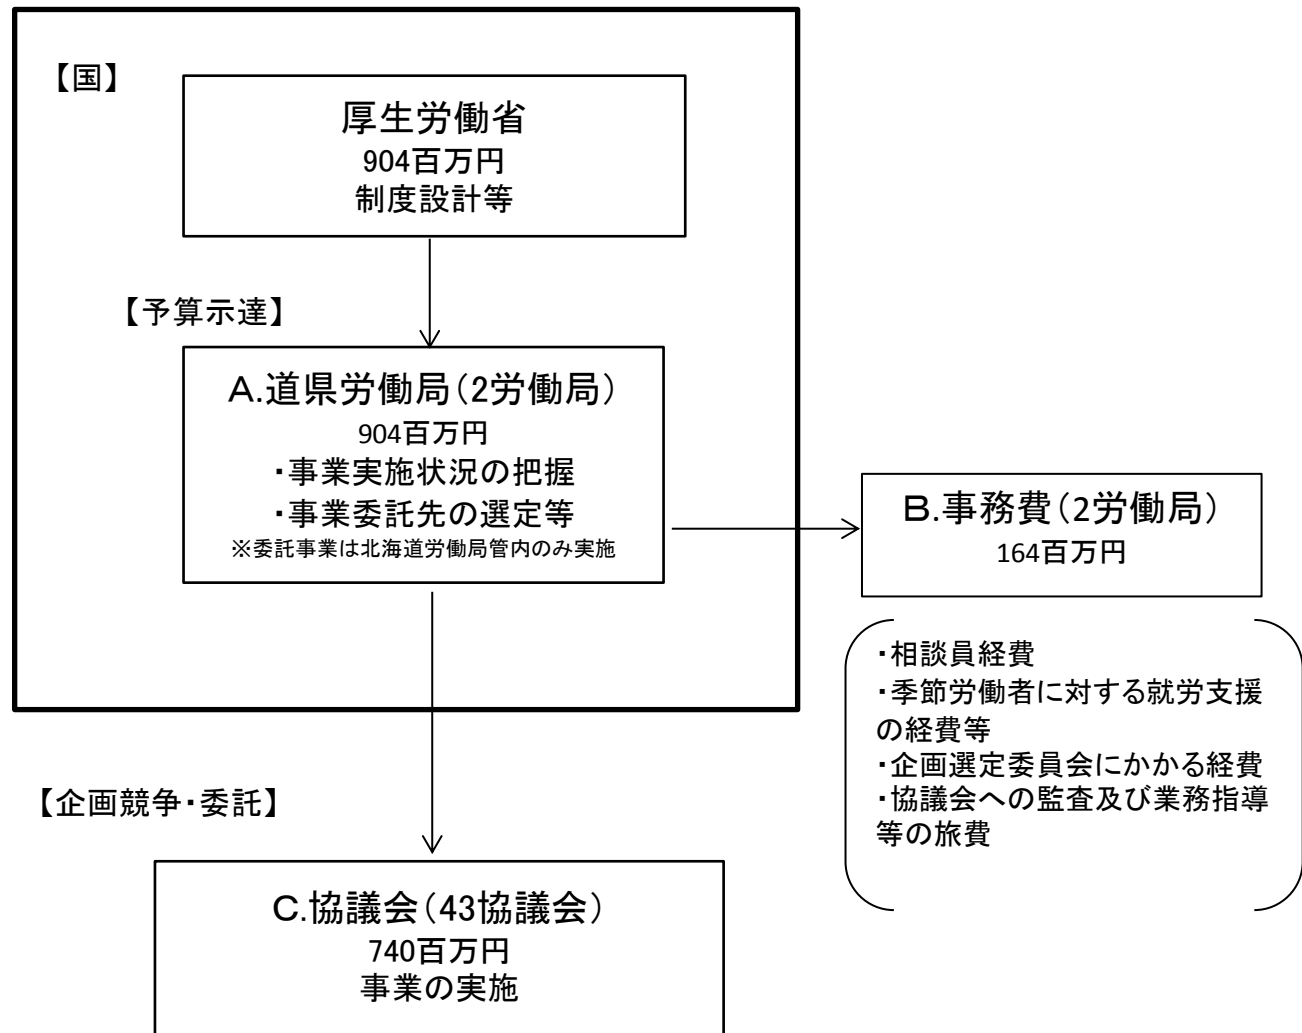 【国】
厚生労働省
904百万円
制度設計等
【予算示達】
A.道県労働局(2労働局)
904百万円
・事業実施状況の把握
・事業委託先の選定等
※委託事業は北海道労働局管内のみ実施
B.事務費(2労働局)
164百万円
・相談員経費
・季節労働者に対する就労支援
の経費等
・企画選定委員会にかかる経費
・協議会への監査及び業務指導
等の旅費
【企画競争・委託】
C.協議会(43協議会)
740百万円
事業の実施